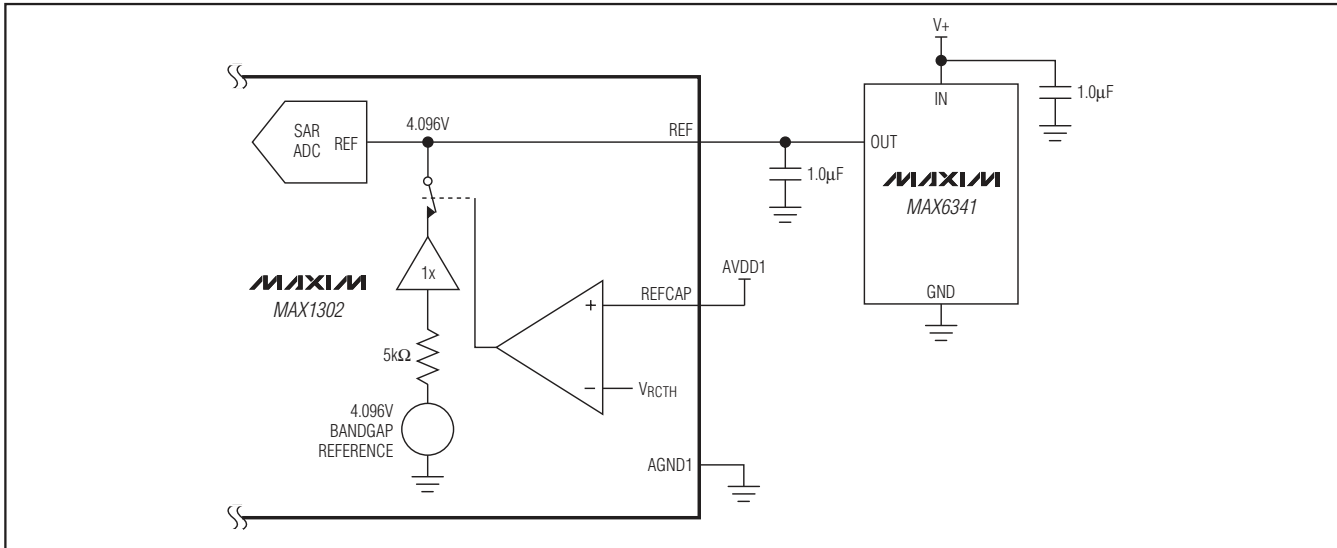 V+
1.0µF
IN
SAR
ADC
REF
4.096V
REF
OUT
1.0µF
MAXIM
MAX6341
GND
MAXIM
MAX1302
1x
5kΩ
4.096V
BANDGAP
REFERENCE
+
−
REFCAP
AVDD1
VRCTH
AGND1